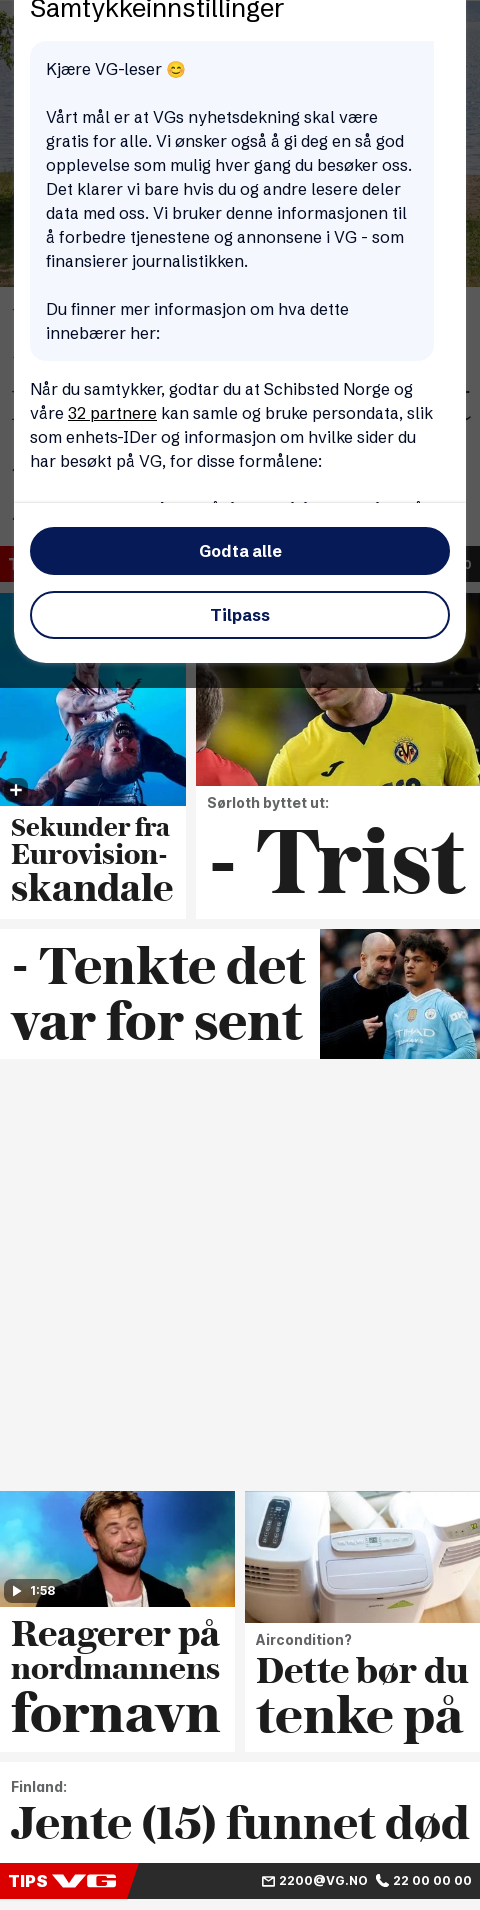 Samtykkeinnstillinger
Kjære VG-leser 😊
Vårt mål er at VGs nyhetsdekning skal være
gratis for alle. Vi ønsker også å gi deg en så god
opplevelse som mulig hver gang du besøker oss.
Det klarer vi bare hvis du og andre lesere deler
data med oss. Vi bruker denne informasjonen til
å forbedre tjenestene og annonsene i VG - som
finansierer journalistikken.
Du finner mer informasjon om hva dette
innebærer her:
Når du samtykker, godtar du at Schibsted Norge og
våre 32 partnere kan samle og bruke persondata, slik
som enhets-IDer og informasjon om hvilke sider du
har besøkt på VG, for disse formålene:
Godta alle
Tilpass
Sekunder fra
Eurovision-
skandale
Sørloth byttet ut:
- Trist
- Tenkte det
var for sent
1:58
Reagerer på
nordmannens
fornavn
Aircondition?
Dette bør du
tenke på
Finland:
Jente (15) funnet død
TIPS VG 2200@VG.NO 22 00 00 00